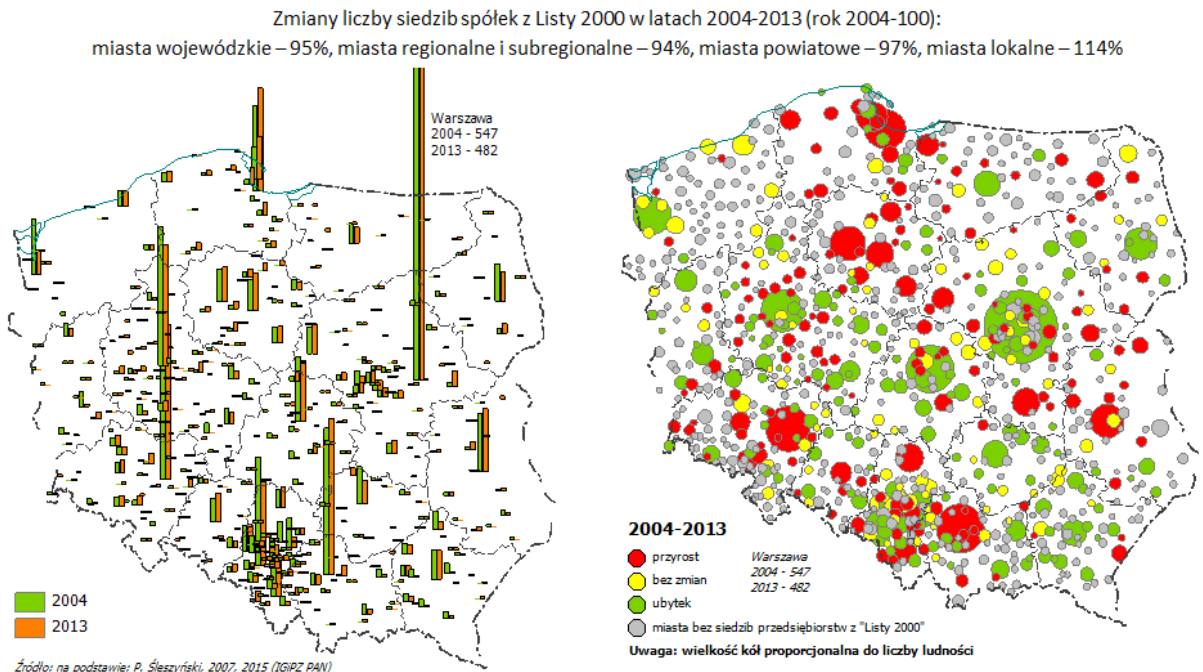 Zmiany liczby siedzib spółek z Listy 2000 w latach 2004-2013 (rok 2004-100):
miasta wojewódzkie – 95%, miasta regionalne i subregionalne – 94%, miasta powiatowe – 97%, miasta lokalne – 114%
Warszawa
2004 - 547
2013 - 482
2004
2013
Źródło: na podstawie: P. Śleszyński, 2007, 2015 (IGiPZ PAN)
2004-2013
przyrost
bez zmian
ubytek
miasta bez siedzib przedsiębiorstw z "Listy 2000"
Warszawa
2004 - 547
2013 - 482
Uwaga: wielkość kół proporcjonalna do liczby ludności